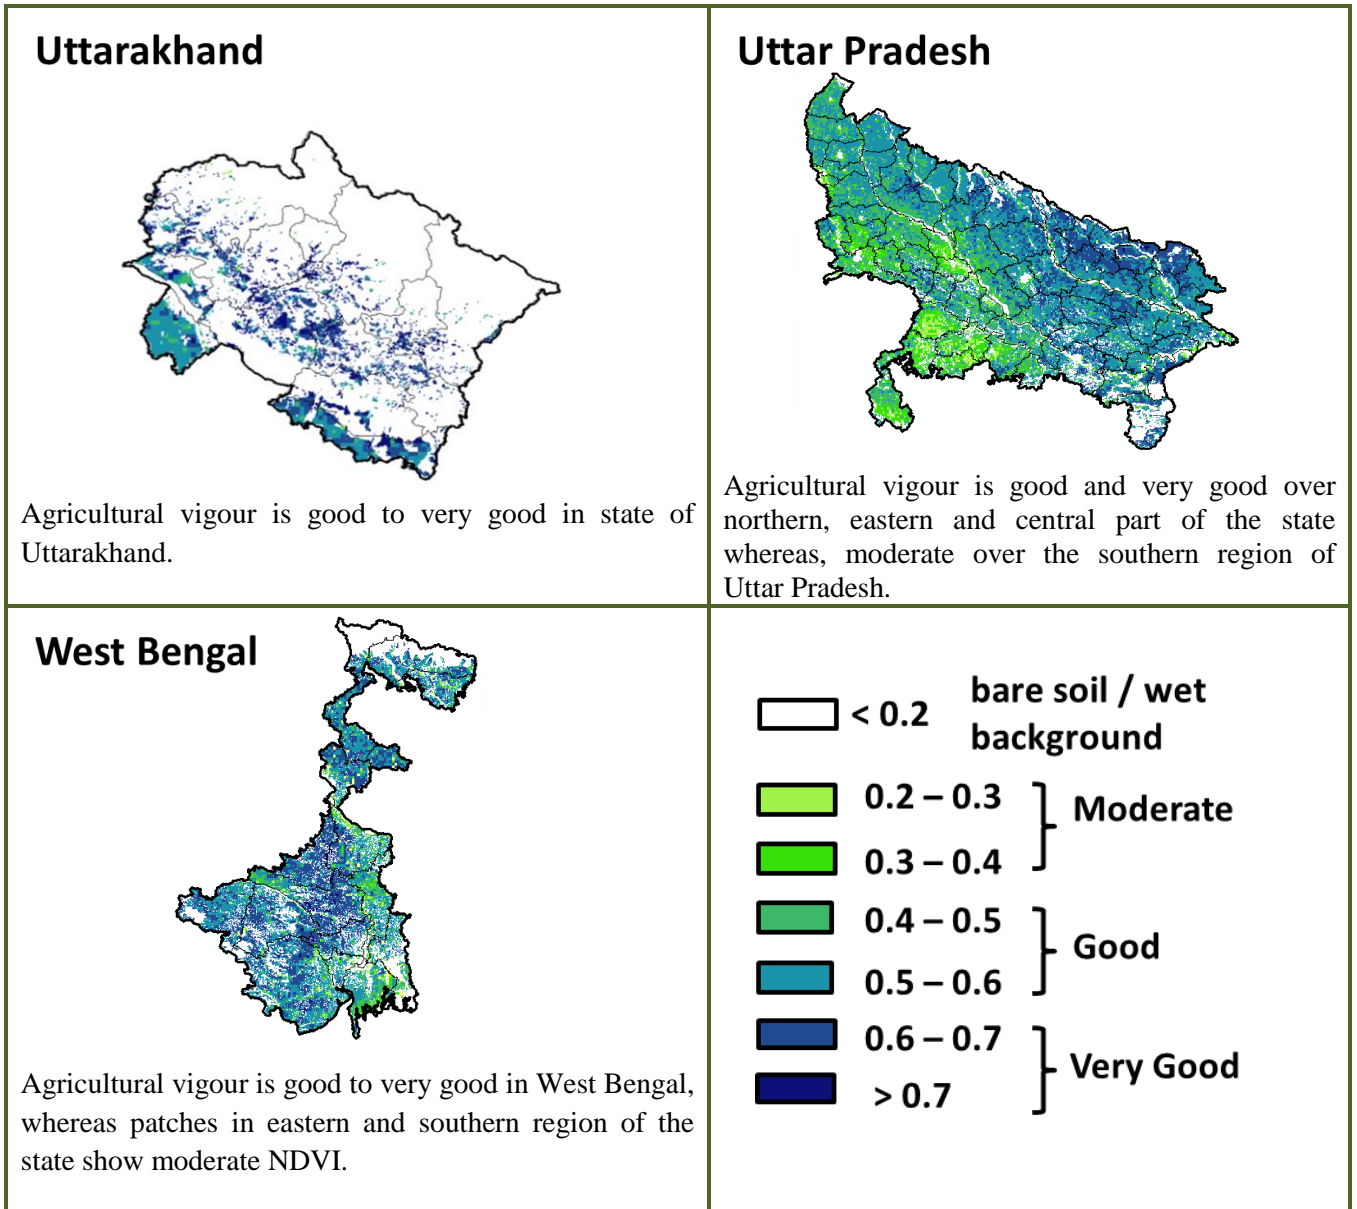 Uttarakhand
Agricultural vigour is good to very good in state of
Uttarakhand.
Uttar Pradesh
Agricultural vigour is good and very good over
northern, eastern and central part of the state
whereas, moderate over the southern region of
Uttar Pradesh.
West Bengal
Agricultural vigour is good to very good in West Bengal,
whereas patches in eastern and southern region of the
state show moderate NDVI.
< 0.2 bare soil / wet
background
0.2 – 0.3
Moderate
0.3 – 0.4
0.4 – 0.5
Good
0.5 – 0.6
0.6 – 0.7
Very Good
> 0.7